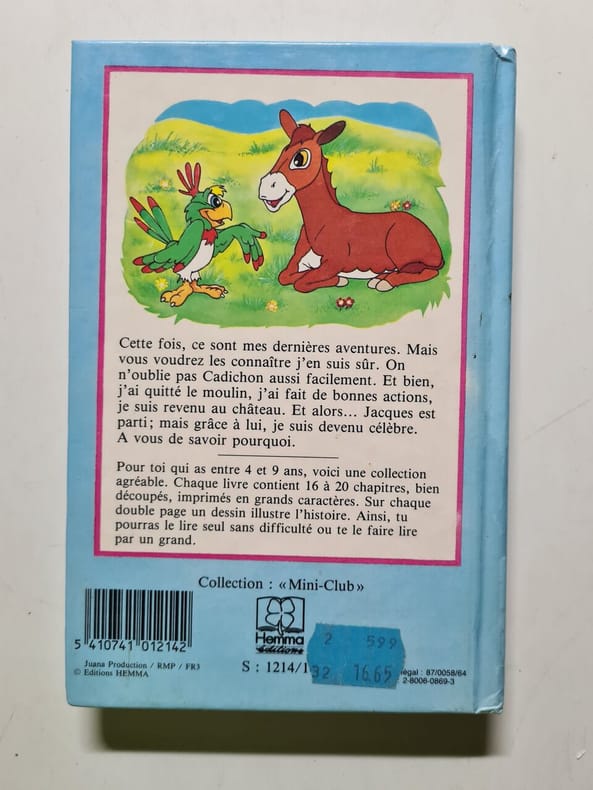 Cette fois, ce sont mes dernières aventures. Mais
vous voudrez les connaître j'en suis sûr. On
n'oublie pas Cadichon aussi facilement. Et bien,
j'ai quitté le moulin, j'ai fait de bonnes actions,
je suis revenu au château. Et alors... Jacques est
parti; mais grâce à lui, je suis devenu célèbre.
A vous de savoir pourquoi.
Pour toi qui as entre 4 et 9 ans, voici une collection
agréable. Chaque livre contient 16 à 20 chapitres, bien
découpés, imprimés en grands caractères. Sur chaque
double page un dessin illustre l'histoire. Ainsi, tu
pourras le lire seul sans difficulté ou te le faire lire
par un grand.
Collection : « Mini-Club »
5 410741 012142
Hemma
éditions
2 599
32 16.65
Juana Production / RMP / FR3
© Editions HEMMA
S : 1214/1
légal : 87/0058/64
2-8006-0869-3